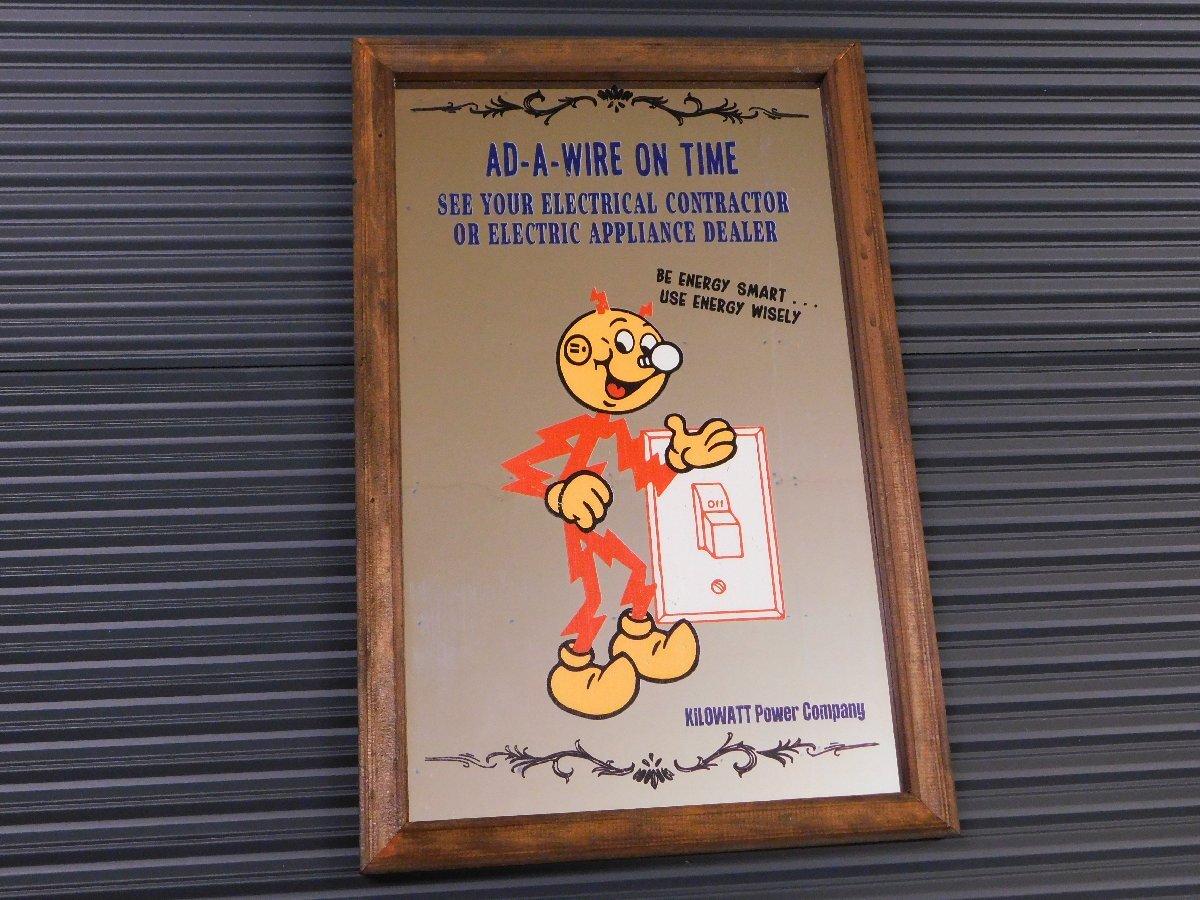 AD-A-WIRE ON TIME
SEE YOUR ELECTRICAL CONTRACTOR
OR ELECTRIC APPLIANCE DEALER
BE ENERGY SMART . . .
USE ENERGY WISELY
Off
KiLOWATT Power Company